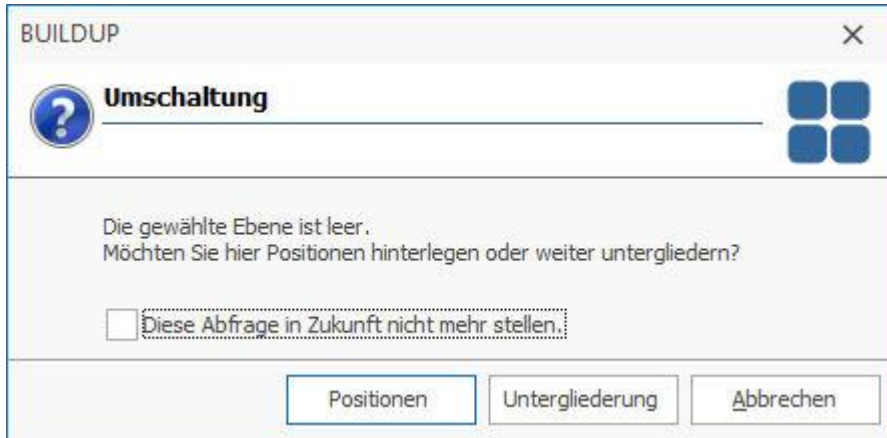 BUILDUP
Umschaltung
Die gewählte Ebene ist leer.
Möchten Sie hier Positionen hinterlegen oder weiter untergliedern?
Diese Abfrage in Zukunft nicht mehr stellen.
Positionen Untergliederung Abbrechen